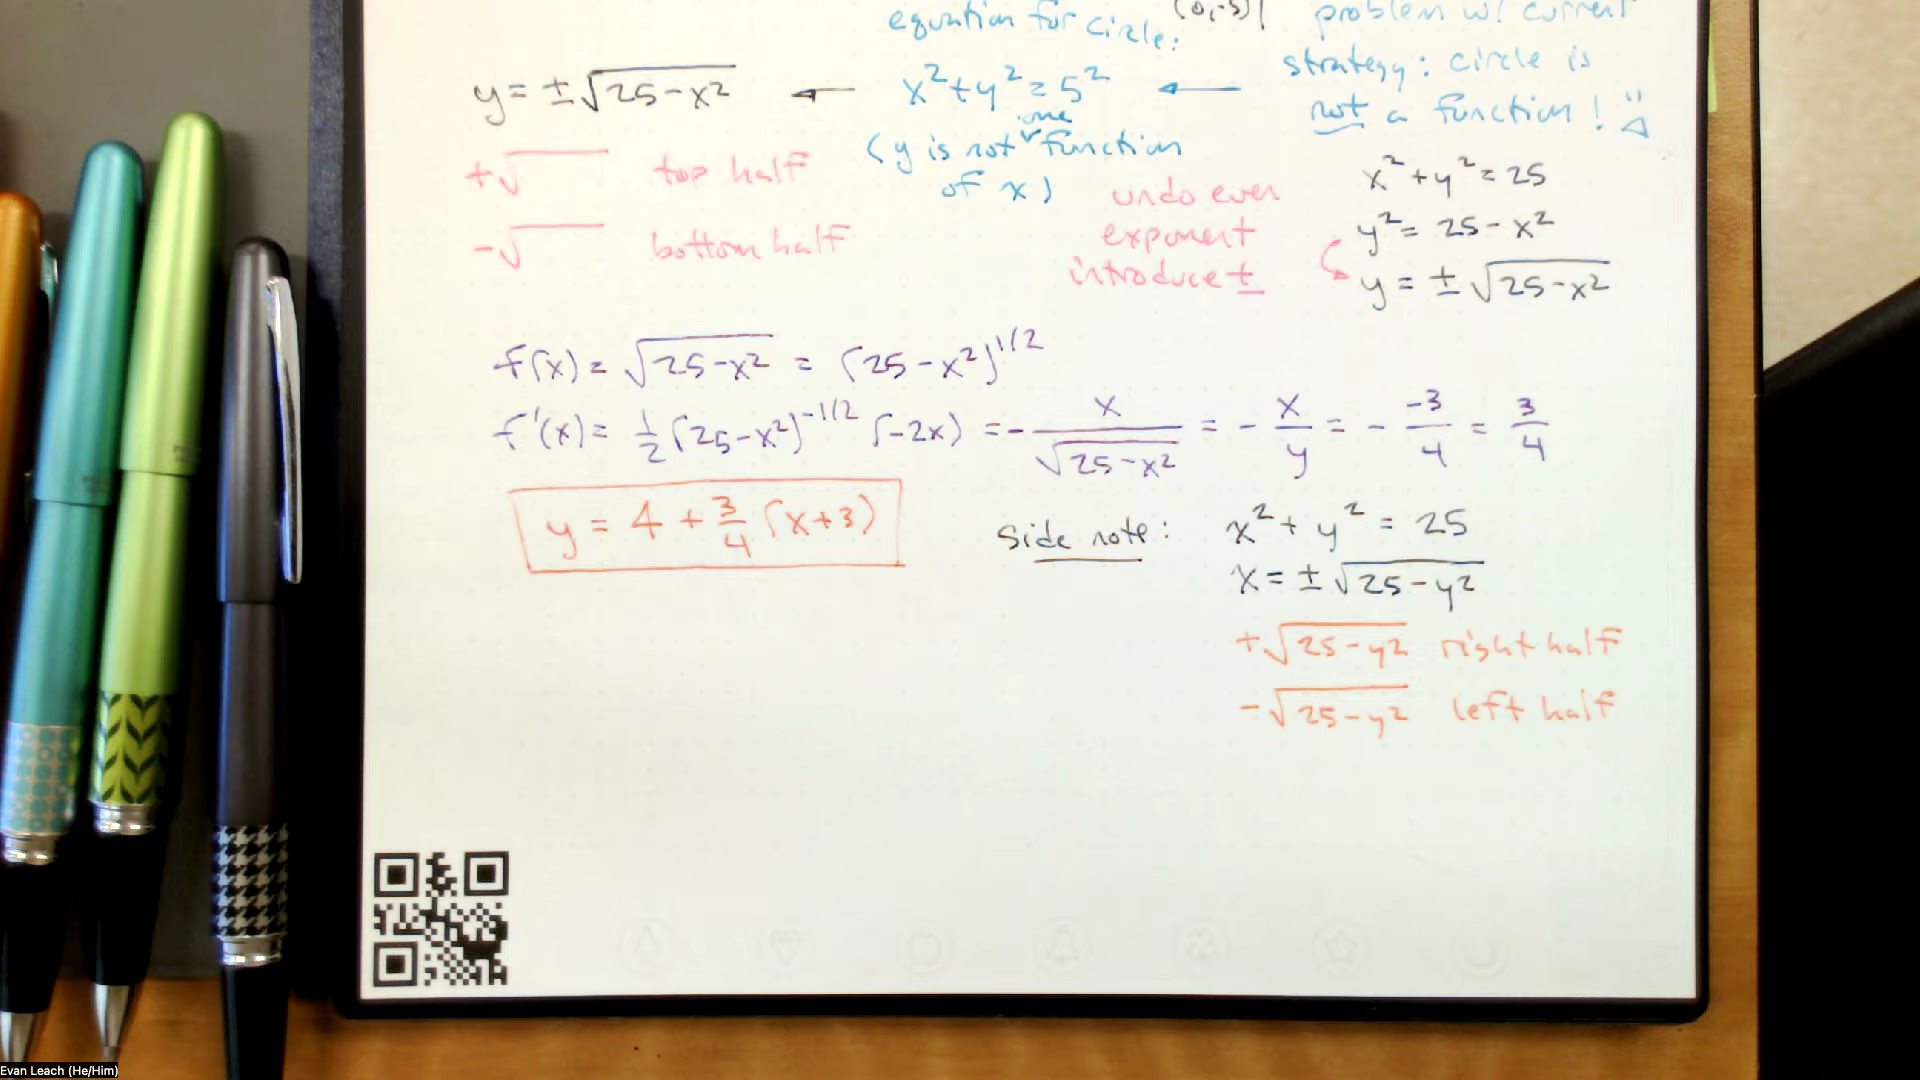 equation for circle:
(0,-5)
problem w/ current
strategy: circle is
not a function!
y = ±√25-x²
x²+y²=5²
(y is not one function
of x)
+√ top half
-√ bottom half
undo even
exponent
introduce ±
x²+y²=25
y²= 25-x²
y = ±√25-x²
f(x) = √25-x² = (25-x²)^1/2
f'(x) = 1/2 (25-x²)^-1/2 (-2x) = - x/√25-x² = - x/y = - -3/4 = 3/4
y = 4 + 3/4 (x+3)
side note:
x²+y² = 25
x = ±√25-y²
+√25-y² right half
-√25-y² left half
Evan Leach (He/Him)